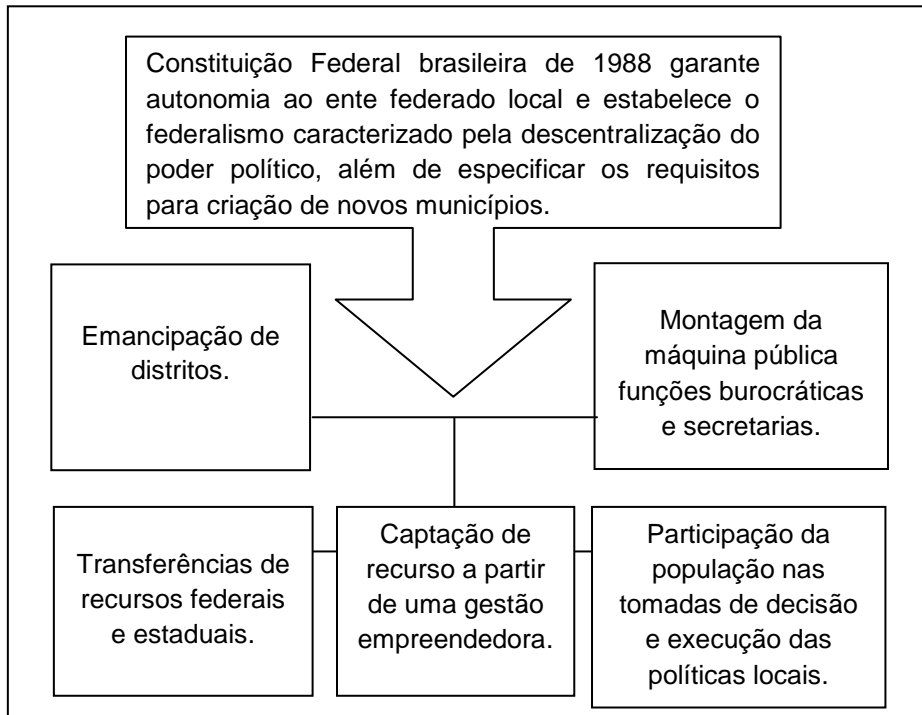 Constituição Federal brasileira de 1988 garante
autonomia ao ente federado local e estabelece o
federalismo caracterizado pela descentralização do
poder político, além de especificar os requisitos
para criação de novos municípios.
Emancipação de
distritos.
Montagem da
máquina pública
funções burocráticas
e secretarias.
Transferências de
recursos federais
e estaduais.
Captação de
recurso a partir
de uma gestão
empreendedora.
Participação da
população nas
tomadas de decisão
e execução das
políticas locais.